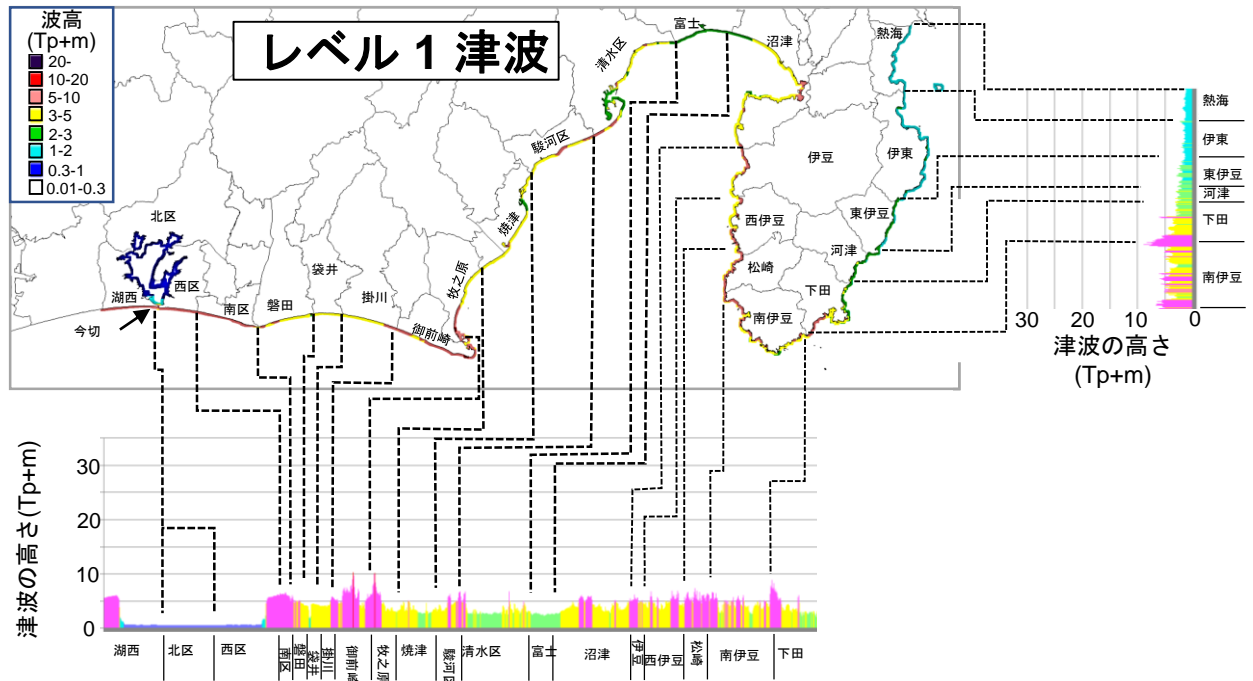 波高
(Tp+m)
20-
10-20
5-10
3-5
2-3
1-2
0.3-1
0.01-0.3
レベル1津波
富士
沼津
熱海
清水区
駿河区
伊豆
伊東
焼津
西伊豆
東伊豆
河津
北区
袋井
松崎
牧之原
掛川
下田
湖西
西区
南区
磐田
南伊豆
今切
御前崎
熱海
伊東
東伊豆
河津
下田
南伊豆
30
20
10
0
津波の高さ
(Tp+m)
津波の高さ(Tp+m)
30
20
10
0
湖西
北区
西区
南区
磐田
袋井
掛川
御前崎
牧之原
焼津
駿河区
清水区
富士
沼津
伊豆
西伊豆
松崎
南伊豆
下田